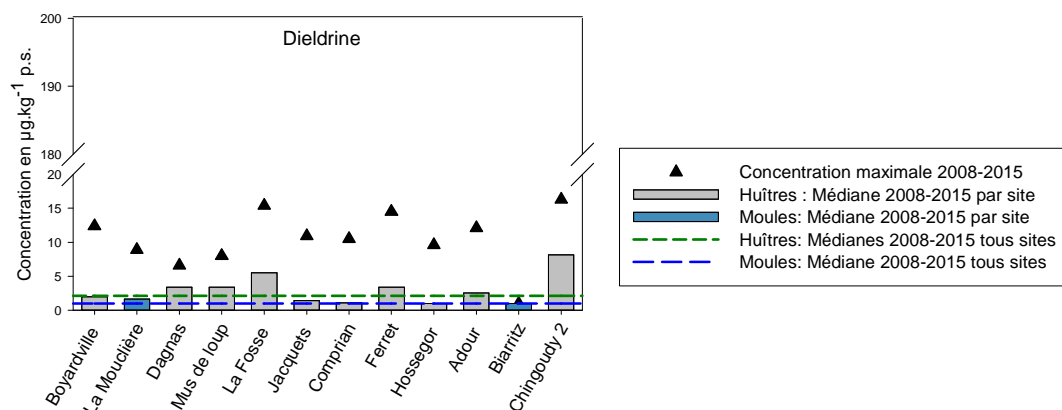 Dieldrine
Concentration en µg.kg-1 p.s.
200
190
180
20
15
10
5
0
Boyardville
La Mouclière
Dagnas
Mus de loup
La Fosse
Jacquets
Comprian
Ferret
Hossegor
Adour
Biarritz
Chingoudy 2
Concentration maximale 2008-2015
Huîtres : Médiane 2008-2015 par site
Moules: Médiane 2008-2015 par site
Huîtres: Médianes 2008-2015 tous sites
Moules: Médiane 2008-2015 tous sites